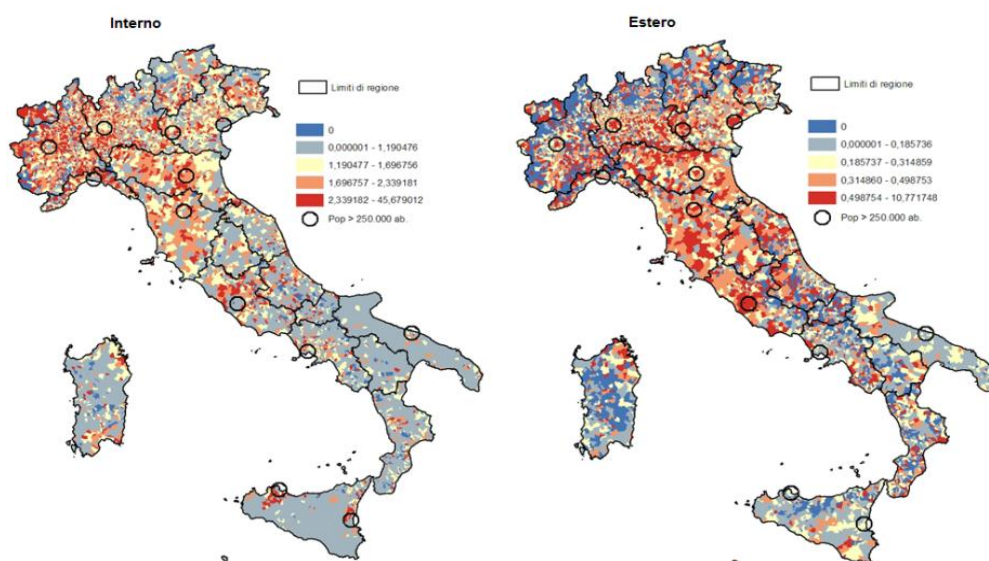 Interno
Limiti di regione
0
0,000001 - 1,190476
1,190477 - 1,696756
1,696757 - 2,339181
2,339182 - 45,679012
Pop > 250.000 ab.
Estero
Limiti di regione
0
0,000001 - 0,185736
0,185737 - 0,314859
0,314860 - 0,498753
0,498754 - 10,771748
Pop > 250.000 ab.